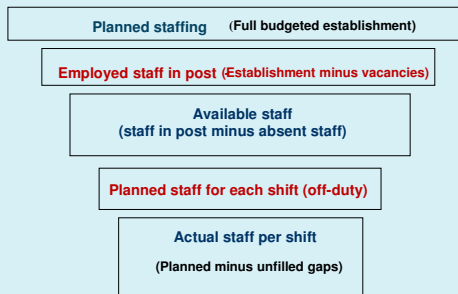 Planned staffing (Full budgeted establishment)
Employed staff in post (Establishment minus vacancies)
Available staff
(staff in post minus absent staff)
Planned staff for each shift (off-duty)
Actual staff per shift
(Planned minus unfilled gaps)